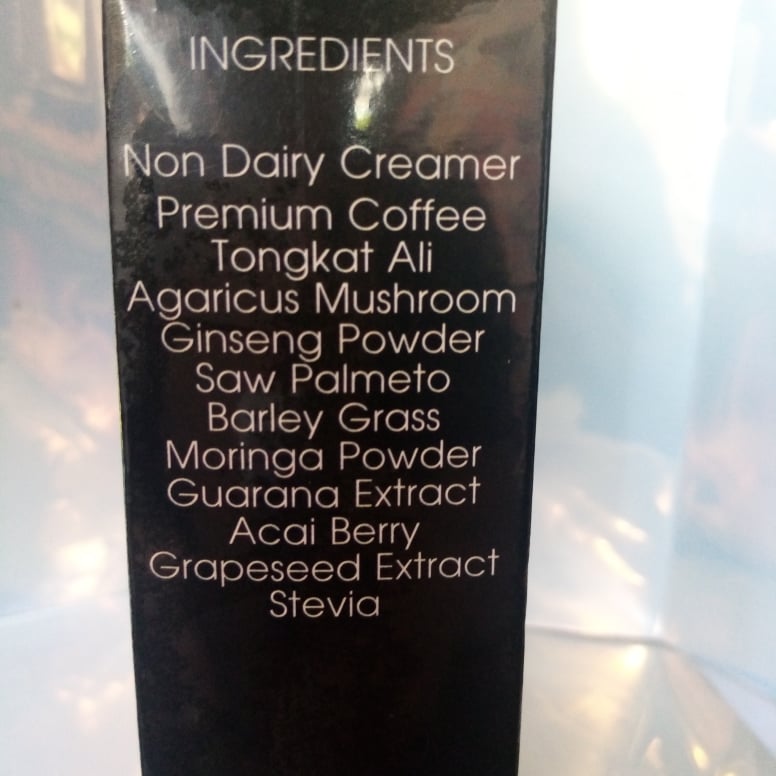 INGREDIENTS
Non Dairy Creamer
Premium Coffee
Tongkat Ali
Agaricus Mushroom
Ginseng Powder
Saw Palmeto
Barley Grass
Moringa Powder
Guarana Extract
Acai Berry
Grapeseed Extract
Stevia